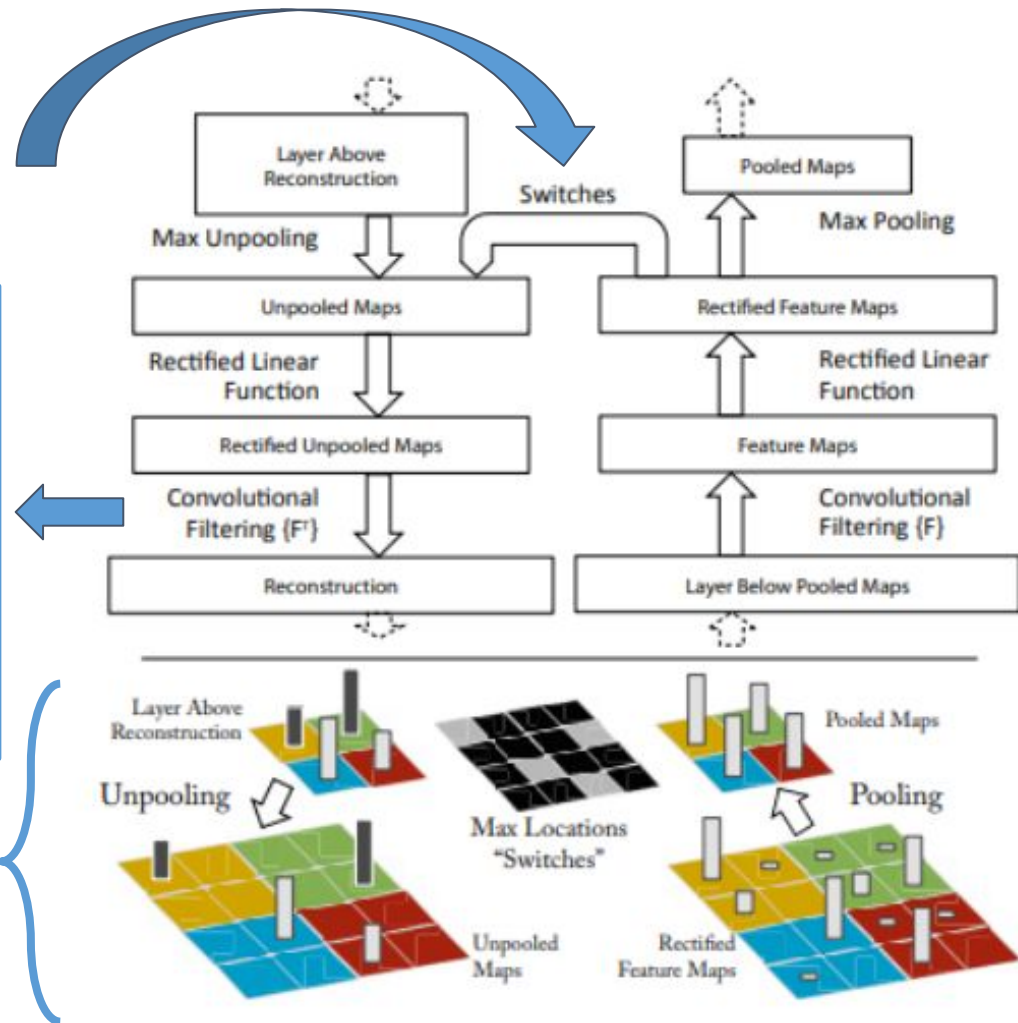 Layer Above
Reconstruction
Pooled Maps
Switches
Max Unpooling
Max Pooling
Unpooled Maps
Rectified Feature Maps
Rectified Linear
Function
Rectified Linear
Function
Rectified Unpooled Maps
Feature Maps
Convolutional
Filtering {Fᵀ}
Convolutional
Filtering {F}
Reconstruction
Layer Below Pooled Maps
Layer Above
Reconstruction
Pooled Maps
Unpooling
Pooling
Max Locations
“Switches”
Unpooled
Maps
Rectified
Feature Maps